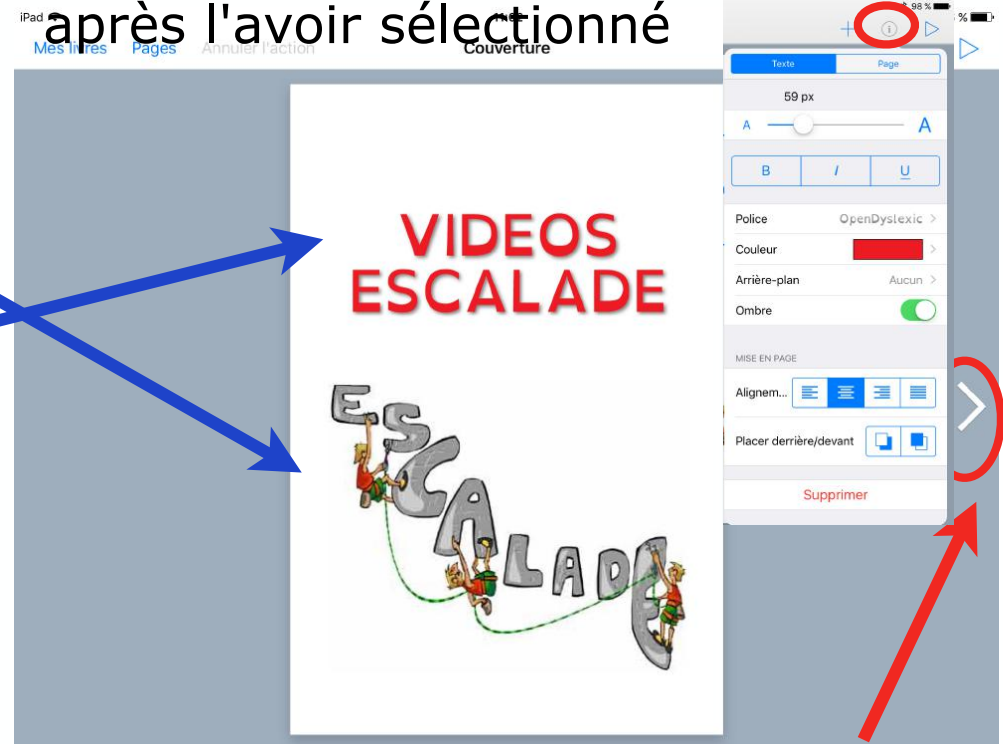 après l'avoir sélectionné
iPad
98 %
%
Mes livres Pages Annuler l'action Couverture
Texte Page
59 px
A A
B I U
Police OpenDyslexic >
Couleur >
Arrière-plan Aucun >
Ombre
MISE EN PAGE
Alignem...
Placer derrière/devant
Supprimer
VIDEOS
ESCALADE
ESCALADE